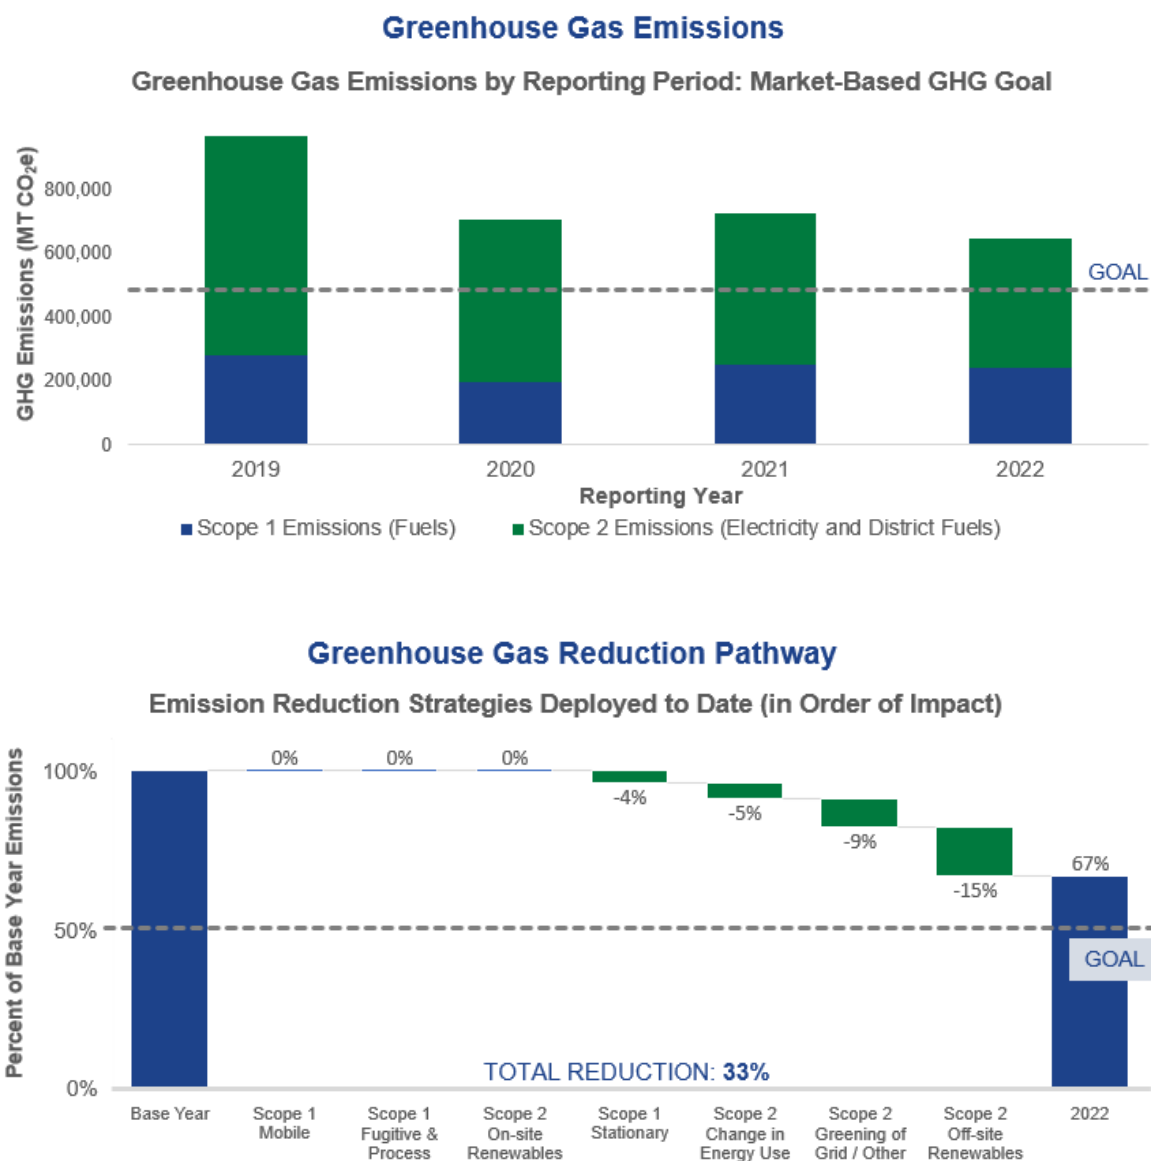 Greenhouse Gas Emissions
Greenhouse Gas Emissions by Reporting Period: Market-Based GHG Goal
GHG Emissions (MT CO₂e)
800,000
600,000
400,000
200,000
0
GOAL
2019
2020
2021
2022
Reporting Year
Scope 1 Emissions (Fuels)
Scope 2 Emissions (Electricity and District Fuels)
Greenhouse Gas Reduction Pathway
Emission Reduction Strategies Deployed to Date (in Order of Impact)
Percent of Base Year Emissions
100%
50%
0%
0%
0%
0%
-4%
-5%
-9%
-15%
67%
GOAL
TOTAL REDUCTION: 33%
Base Year
Scope 1
Mobile
Scope 1
Fugitive &
Process
Scope 2
On-site
Renewables
Scope 1
Stationary
Scope 2
Change in
Energy Use
Scope 2
Greening of
Grid / Other
Scope 2
Off-site
Renewables
2022